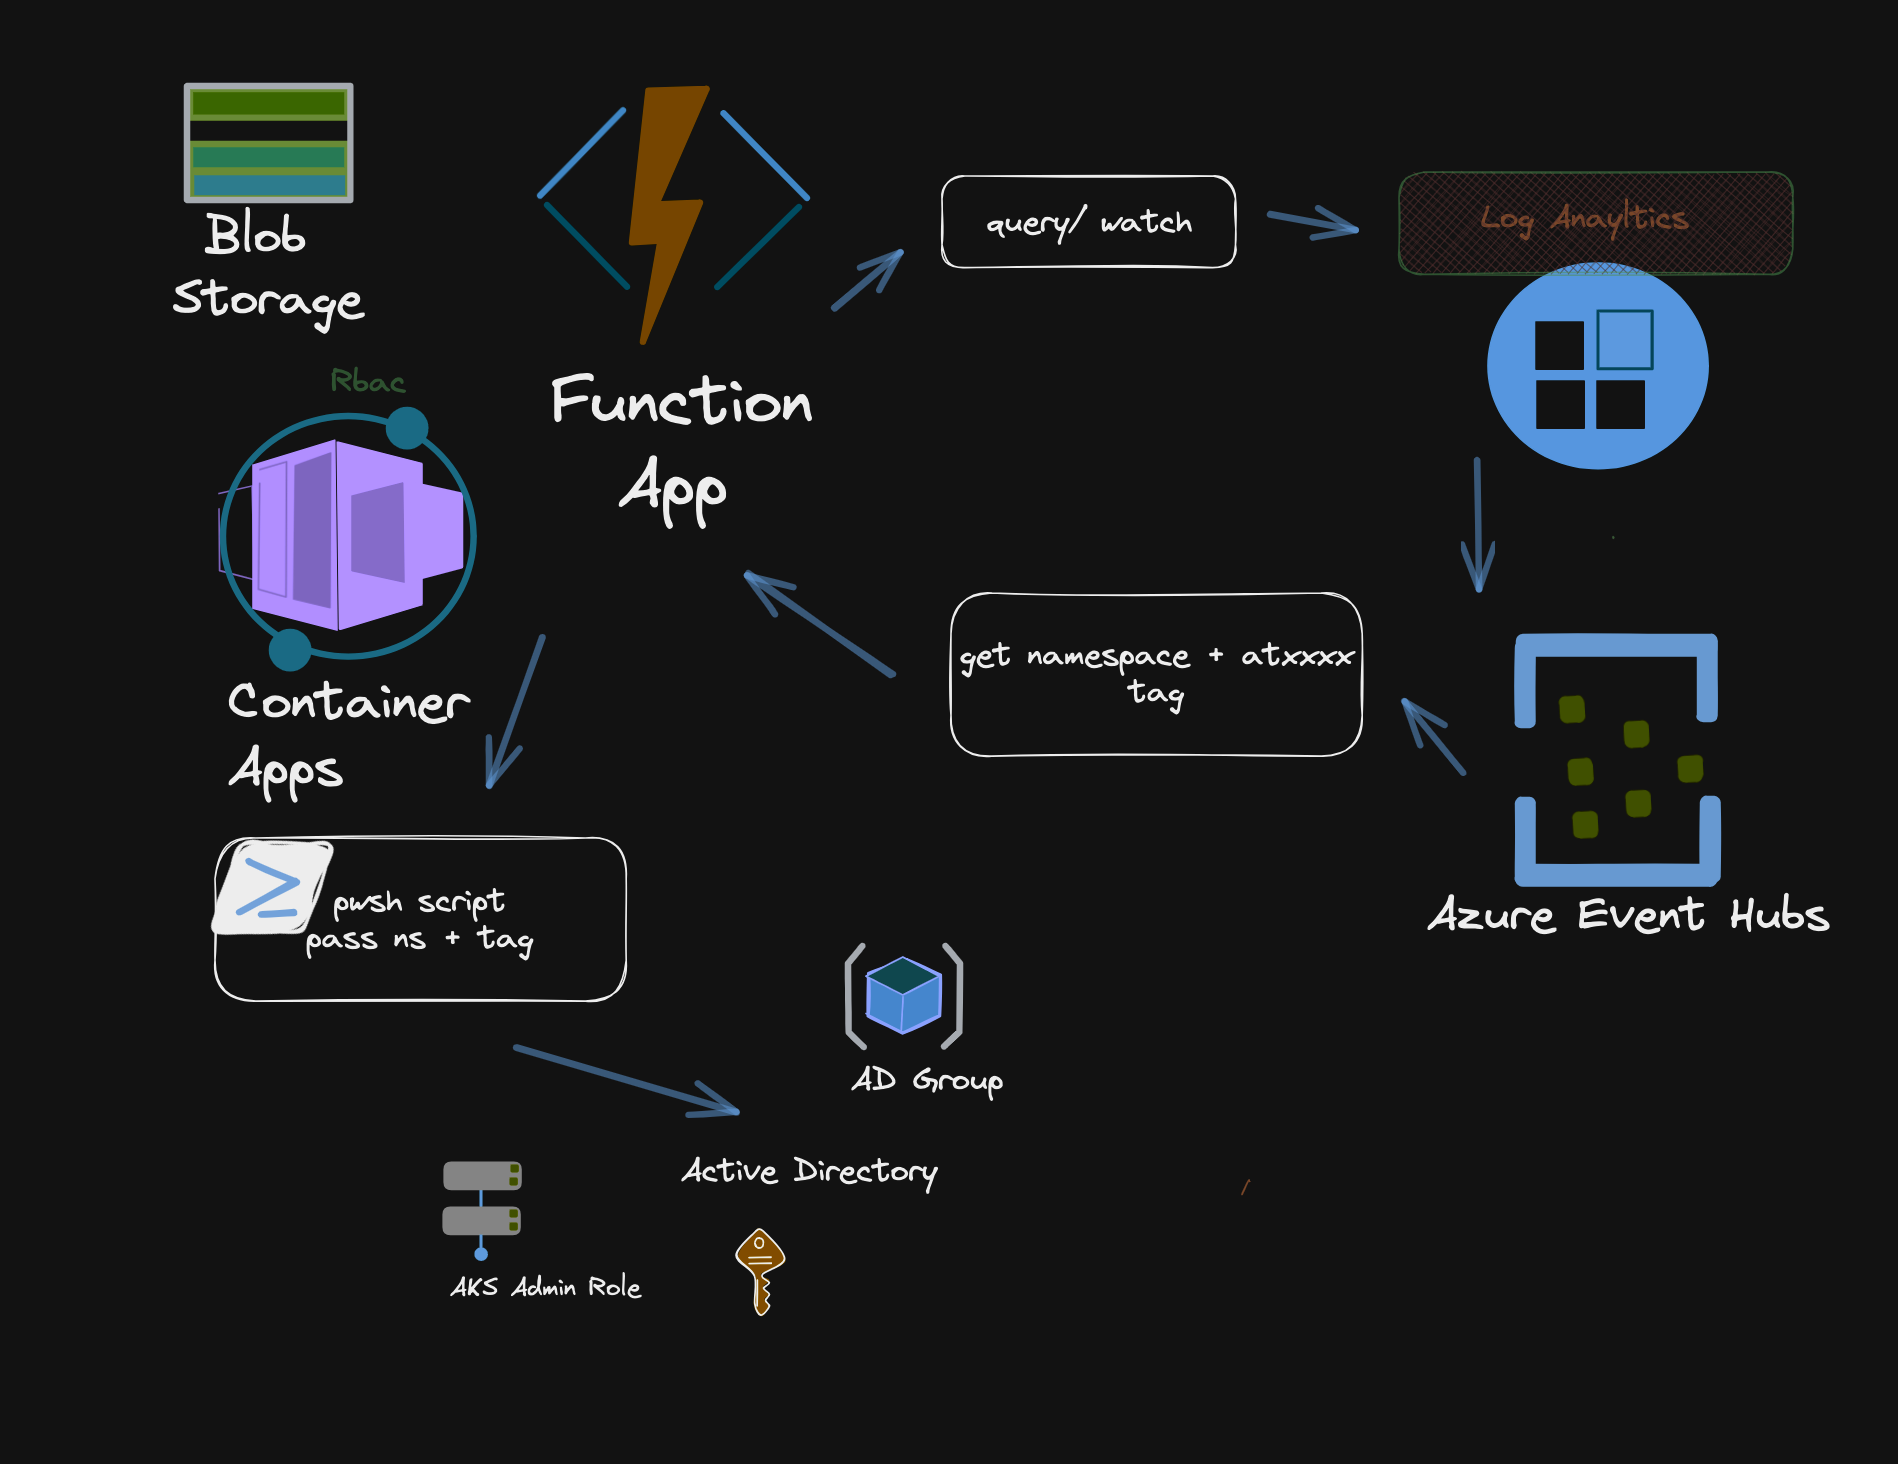 Blob
Storage
query/ watch
Log Anayltics
Rbac
Function
App
get namespace + atxxxx
tag
Container
Apps
pwsh script
pass ns + tag
Azure Event Hubs
AD Group
Active Directory
AKS Admin Role